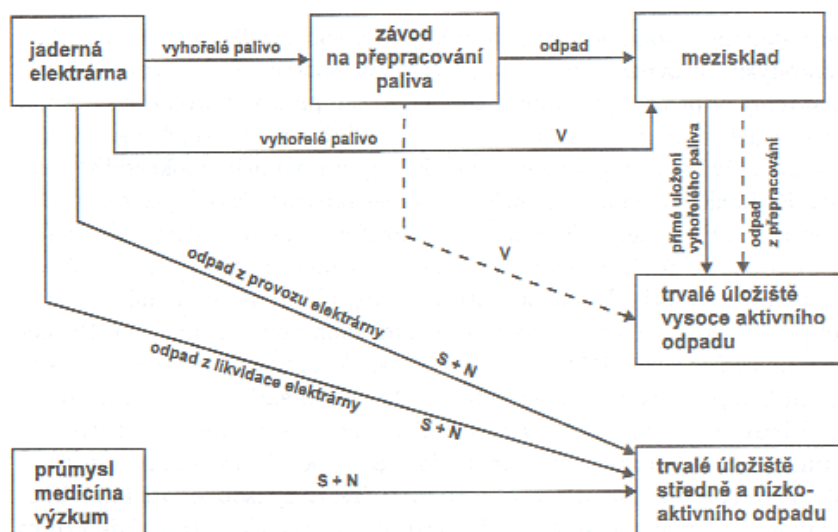 jaderná
elektrárna
vyhořelé palivo
závod
na přepracování
paliva
odpad
mezisklad
vyhořelé palivo
V
přímé uložení
vyhořelého paliva
odpad
z přepracování
V
odpad z provozu elektrárny
S + N
odpad z likvidace elektrárny
S + N
trvalé úložiště
vysoce aktivního
odpadu
průmysl
medicína
výzkum
S + N
trvalé úložiště
středně a nízko-
aktivního odpadu